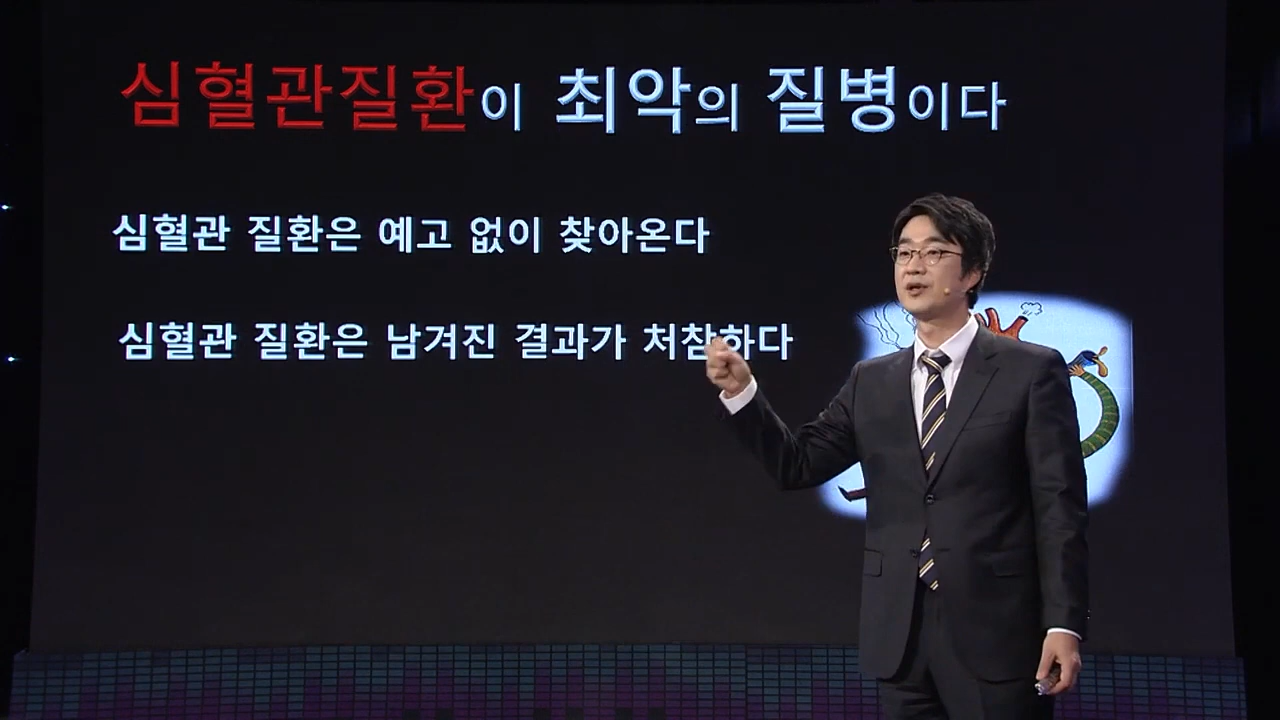 심혈관질환이 최악의 질병이다
심혈관 질환은 예고 없이 찾아온다
심혈관 질환은 남겨진 결과가 처참하다